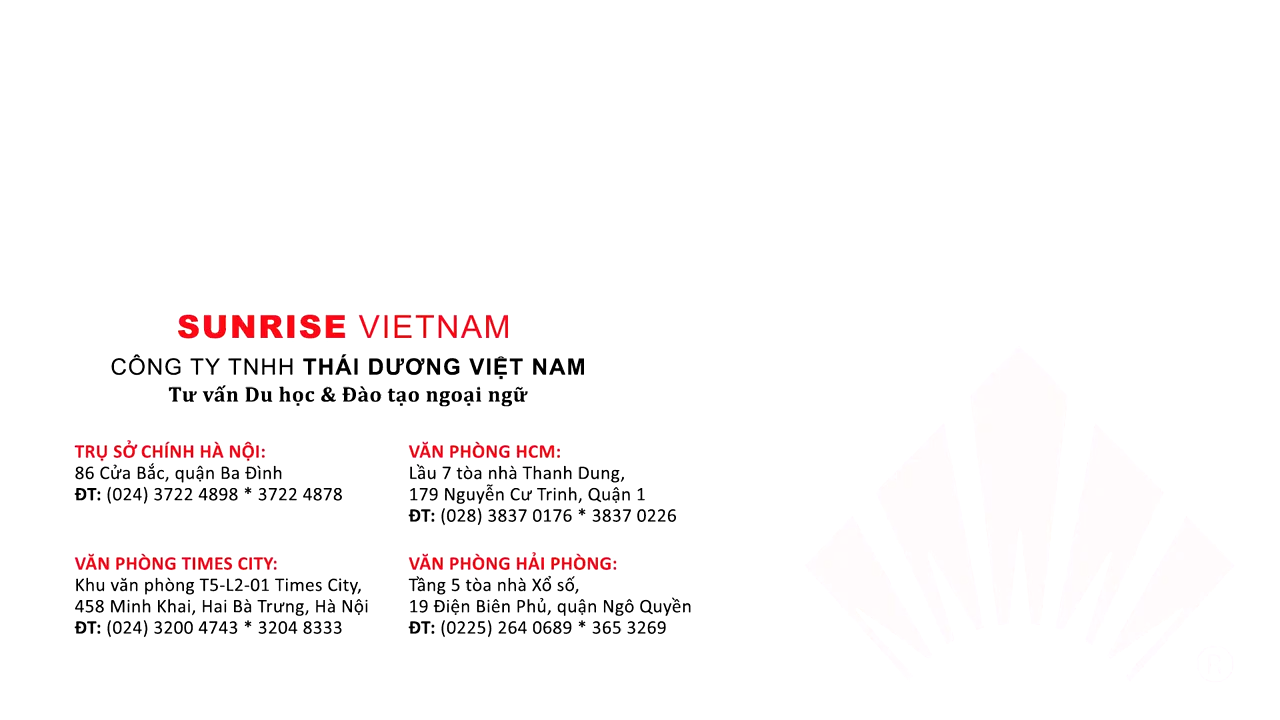 SUNRISE VIETNAM
CÔNG TY TNHH THÁI DƯƠNG VIỆT NAM
Tư vấn Du học & Đào tạo ngoại ngữ
TRỤ SỞ CHÍNH HÀ NỘI:
86 Cửa Bắc, quận Ba Đình
ĐT: (024) 3722 4898 * 3722 4878
VĂN PHÒNG HCM:
Lầu 7 tòa nhà Thanh Dung,
179 Nguyễn Cư Trinh, Quận 1
ĐT: (028) 3837 0176 * 3837 0226
VĂN PHÒNG TIMES CITY:
Khu văn phòng T5-L2-01 Times City,
458 Minh Khai, Hai Bà Trưng, Hà Nội
ĐT: (024) 3200 4743 * 3204 8333
VĂN PHÒNG HẢI PHÒNG:
Tầng 5 tòa nhà Xổ số,
19 Điện Biên Phủ, quận Ngô Quyền
ĐT: (0225) 264 0689 * 365 3269